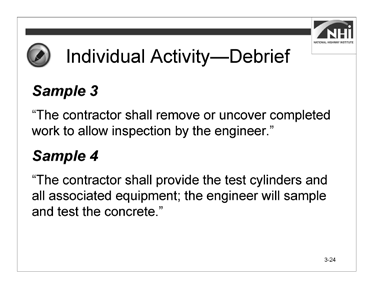 NHI
NATIONAL HIGHWAY INSTITUTE
Individual Activity—Debrief
Sample 3
“The contractor shall remove or uncover completed
work to allow inspection by the engineer.”
Sample 4
“The contractor shall provide the test cylinders and
all associated equipment; the engineer will sample
and test the concrete.”
3-24